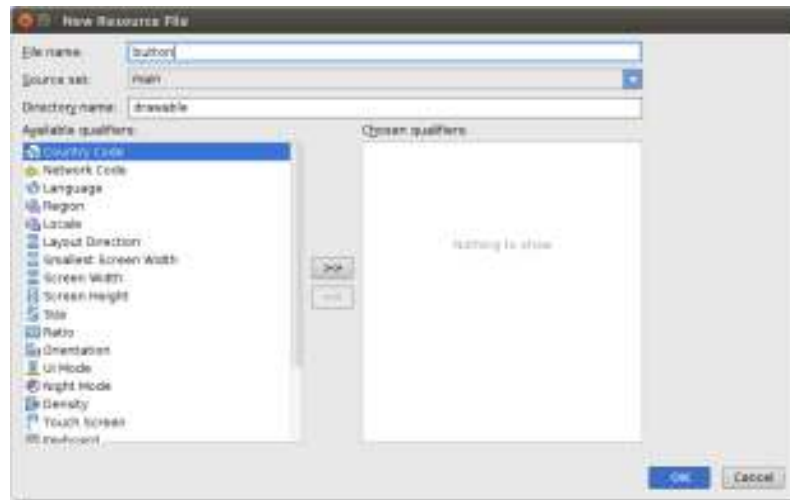 New Resource File
File name: button
Source set: main
Directory name: drawable
Available qualifiers:
Chosen qualifiers:
Country Code
Network Code
Language
Region
Locale
Layout Direction
Smallest Screen Width
Screen Width
Screen Height
Size
Ratio
Orientation
UI Mode
Night Mode
Density
Touch Screen
Keyboard
Nothing to show
>>
<<
OK
Cancel